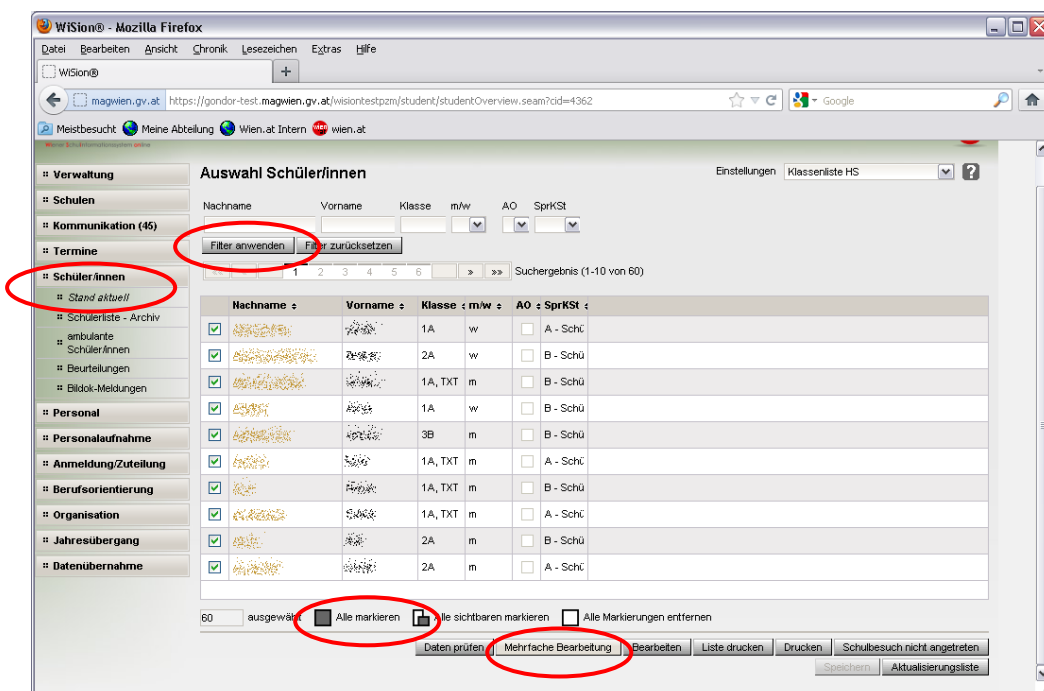 WiSion® - Mozilla Firefox
Datei Bearbeiten Ansicht Chronik Lesezeichen Extras Hilfe
WiSion®
magwien.gv.at https://gondor-test.magwien.gv.at/wisiontestpzm/student/studentOverview.seam?cid=4362 Google
Meistbesucht Meine Abteilung Wien.at Intern wien.at
Wiener Schulinformationssystem online
Verwaltung
Schulen
Kommunikation (45)
Termine
Schüler/innen
Stand aktuell
Schülerliste - Archiv
ambulante
Schüler/innen
Beurteilungen
Bildok-Meldungen
Personal
Personalaufnahme
Anmeldung/Zuteilung
Berufsorientierung
Organisation
Jahresübergang
Datenübernahme
Auswahl Schüler/innen
Einstellungen Klassenliste HS ?
Nachname Vorname Klasse m/w AO SprKSt
Filter anwenden Filter zurücksetzen
1 2 3 4 5 6 » »» Suchergebnis (1-10 von 60)
Nachname Vorname Klasse m/w AO SprKSt
1A w A - Schü
2A w B - Schü
1A, TXT m B - Schü
1A w B - Schü
3B m B - Schü
1A, TXT m A - Schü
1A, TXT m B - Schü
1A, TXT m A - Schü
2A m B - Schü
2A m A - Schü
60 ausgewählt Alle markieren Alle sichtbaren markieren Alle Markierungen entfernen
Daten prüfen Mehrfache Bearbeitung Bearbeiten Liste drucken Drucken Schulbesuch nicht angetreten
Speichern Aktualisierungsliste